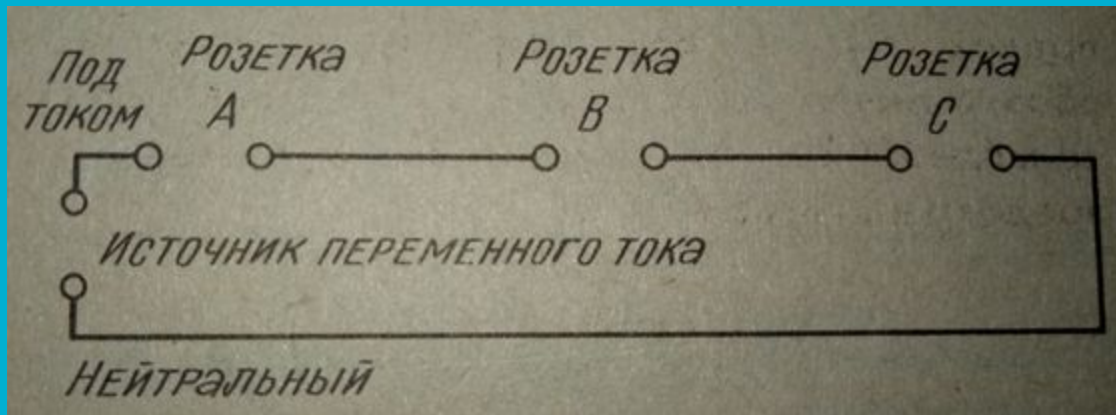 Под током
Розетка A
Розетка B
Розетка C
Источник переменного тока
Нейтральный